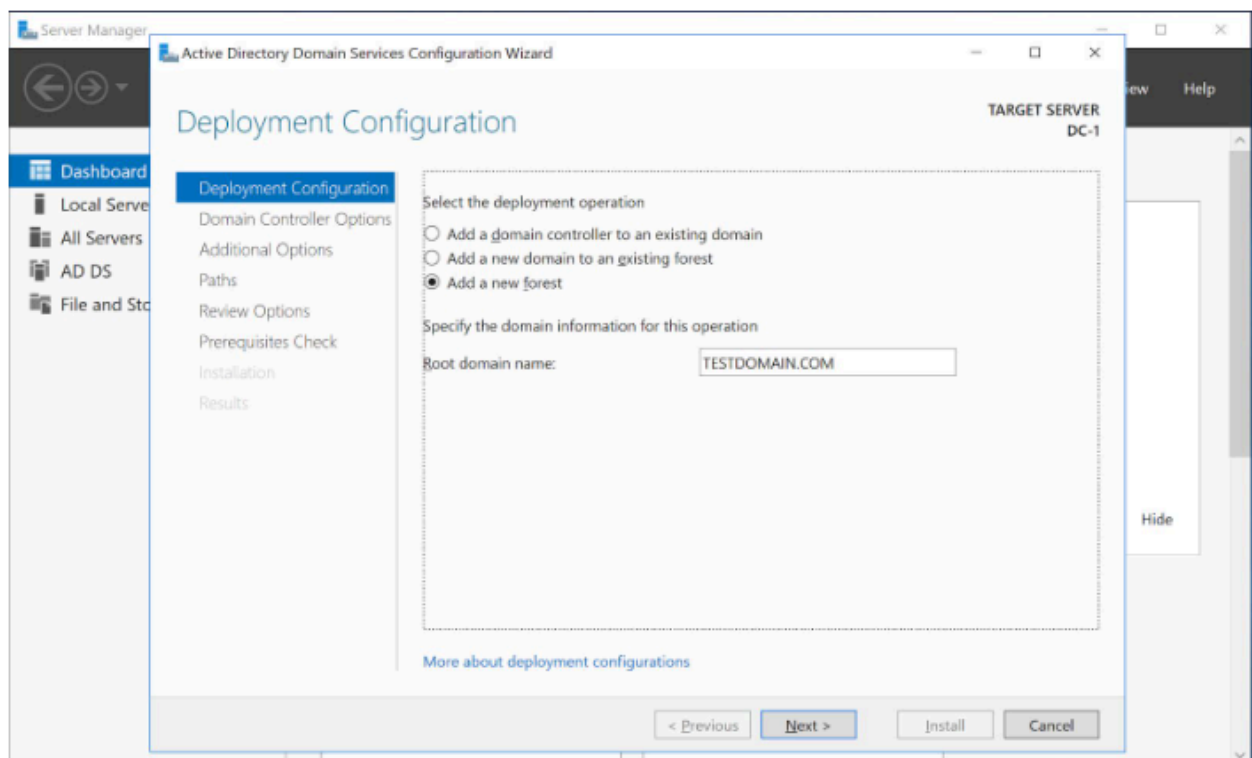 Server Manager
Active Directory Domain Services Configuration Wizard
iew Help
Deployment Configuration
TARGET SERVER
DC-1
Dashboard
Local Serve
All Servers
AD DS
File and Sto
Deployment Configuration
Domain Controller Options
Additional Options
Paths
Review Options
Prerequisites Check
Installation
Results
Select the deployment operation
Add a domain controller to an existing domain
Add a new domain to an existing forest
Add a new forest
Specify the domain information for this operation
Root domain name: TESTDOMAIN.COM
More about deployment configurations
Hide
< Previous Next > Install Cancel